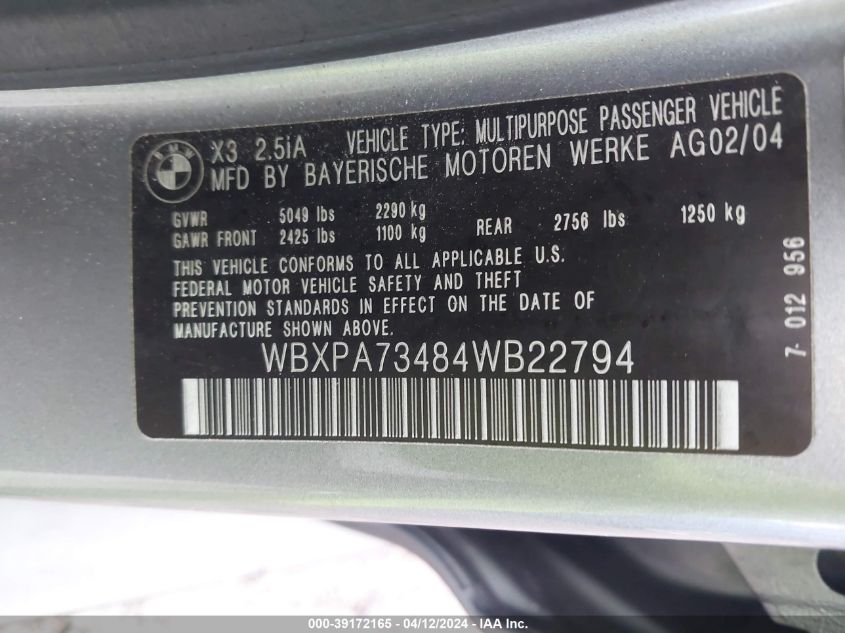 BMW
X3 2.5iA VEHICLE TYPE: MULTIPURPOSE PASSENGER VEHICLE
MFD BY BAYERISCHE MOTOREN WERKE AG02/04
GVWR 5049 lbs 2290 kg
GAWR FRONT 2425 lbs 1100 kg REAR 2756 lbs 1250 kg
THIS VEHICLE CONFORMS TO ALL APPLICABLE U.S.
FEDERAL MOTOR VEHICLE SAFETY AND THEFT
PREVENTION STANDARDS IN EFFECT ON THE DATE OF
MANUFACTURE SHOWN ABOVE.
WBXPA73484WB22794
7- 012 956
000-39172165 - 04/12/2024 - IAA Inc.